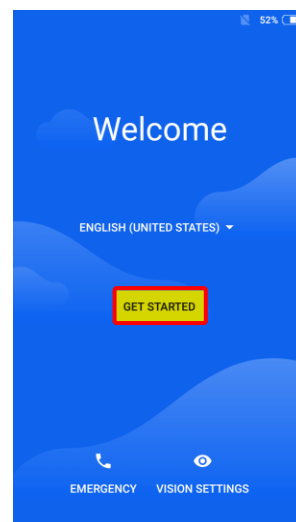 52%
Welcome
ENGLISH (UNITED STATES)
GET STARTED
EMERGENCY VISION SETTINGS